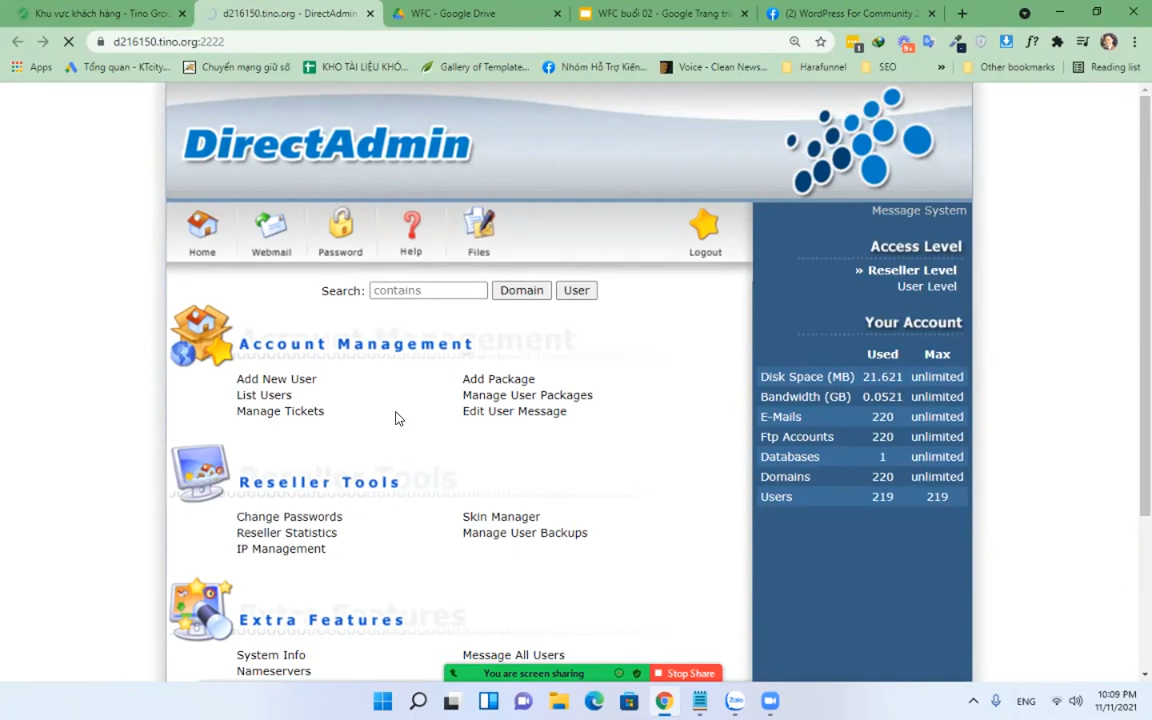 Khu vực khách hàng - Tino Grou
d216150.tino.org - DirectAdmin
WFC - Google Drive
WFC buổi 02 - Google Trang trì
(2) WordPress For Community 2
d216150.tino.org:2222
Apps
Tổng quan - KTcity...
Chuyển mạng giữ số
KHO TÀI LIỆU KHÓ...
Gallery of Template...
Nhóm Hỗ Trợ Kiến...
Voice - Clean News...
Harafunnel
SEO
»
Other bookmarks
Reading list
DirectAdmin
Home
Webmail
Password
Help
Files
Logout
Message System
Access Level
» Reseller Level
User Level
Search:
contains
Domain
User
Account Management
Add New User
Add Package
List Users
Manage User Packages
Manage Tickets
Edit User Message
Your Account
Used Max
Disk Space (MB) 21.621 unlimited
Bandwidth (GB) 0.0521 unlimited
E-Mails 220 unlimited
Ftp Accounts 220 unlimited
Databases 1 unlimited
Domains 220 unlimited
Users 219 219
Reseller Tools
Change Passwords
Skin Manager
Reseller Statistics
Manage User Backups
IP Management
Extra Features
System Info
Message All Users
Nameservers
You are screen sharing
Stop Share
Zalo
ENG
10:09 PM
11/11/2021